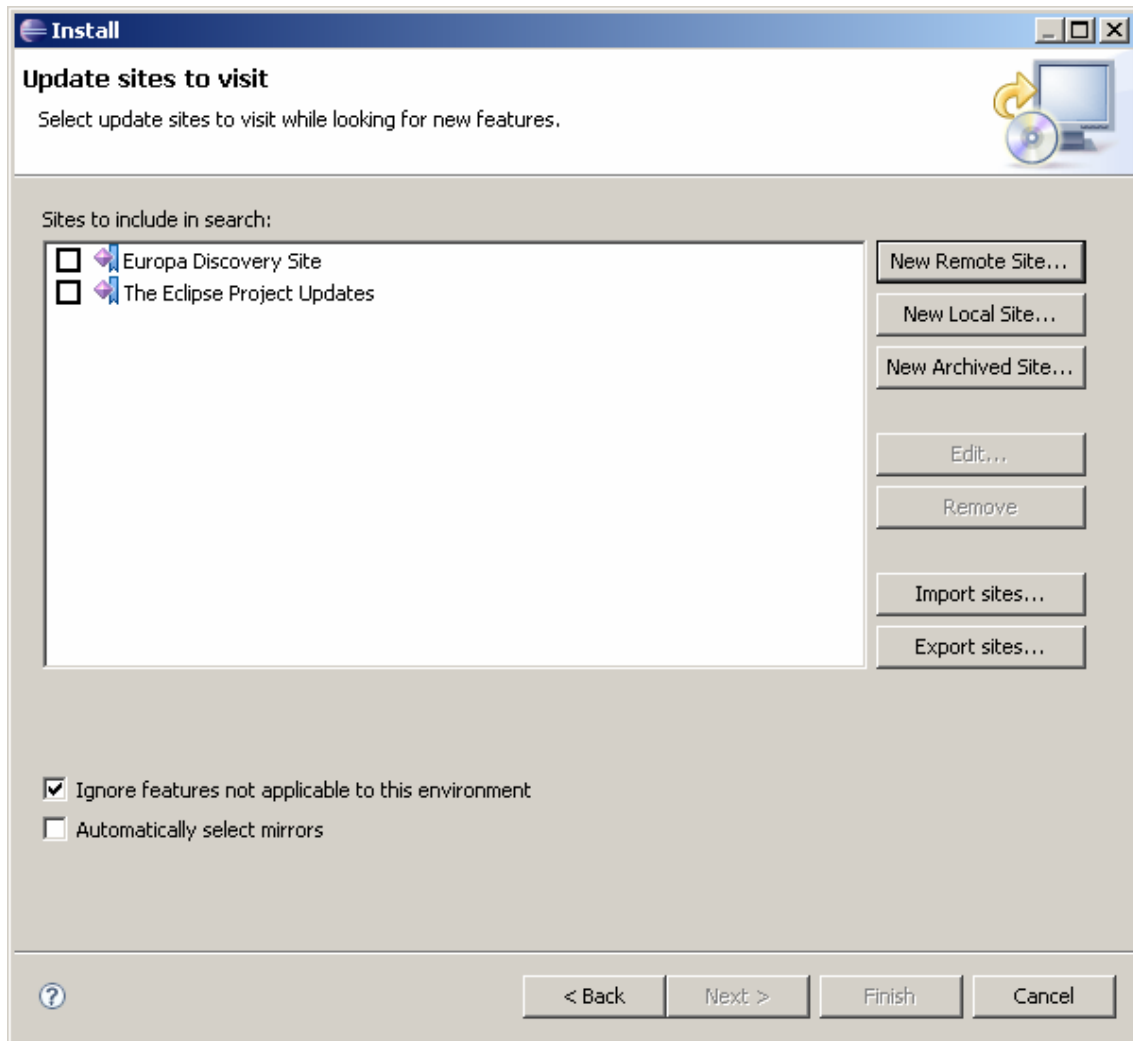 Install
Update sites to visit
Select update sites to visit while looking for new features.
Sites to include in search:
Europa Discovery Site
The Eclipse Project Updates
New Remote Site...
New Local Site...
New Archived Site...
Edit...
Remove
Import sites...
Export sites...
Ignore features not applicable to this environment
Automatically select mirrors
?
< Back
Next >
Finish
Cancel